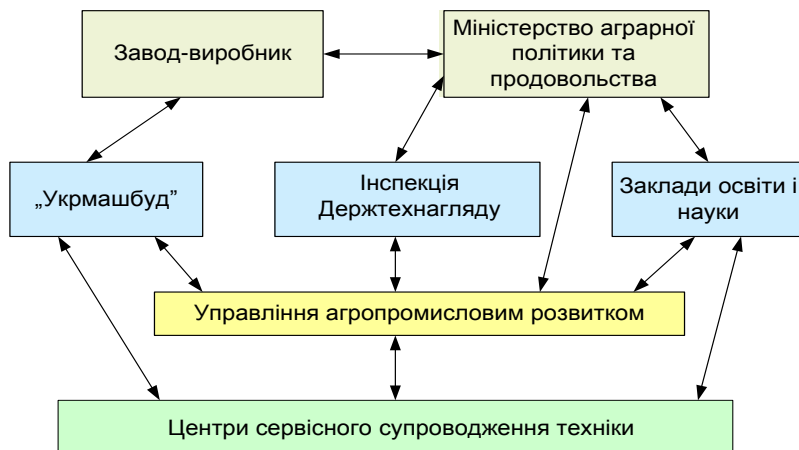 Завод-виробник
Міністерство аграрної
політики та
продовольства
„Укрмашбуд”
Інспекція
Держтехнагляду
Заклади освіти і
науки
Управління агропромисловим розвитком
Центри сервісного супроводження техніки